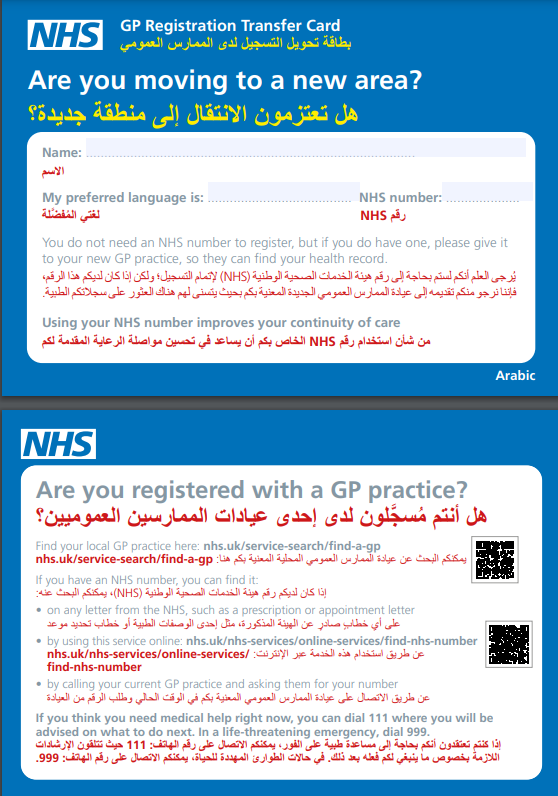 NHS
GP Registration Transfer Card
بطاقة تحويل التسجيل لدى الممارس العمومي
Are you moving to a new area?
هل تعتزمون الانتقال إلى منطقة جديدة؟
Name:
الاسم
My preferred language is: NHS number:
لغتي المُفضَّلة رقم NHS
You do not need an NHS number to register, but if you do have one, please give it
to your new GP practice, so they can find your health record.
يُرجى العلم أنكم لستم بحاجة إلى رقم هيئة الخدمات الصحية الوطنية (NHS) لإتمام التسجيل؛ ولكن إذا كان لديكم هذا الرقم،
فإننا نرجو منكم تقديمه إلى عيادة الممارس العمومي الجديدة المعنية بكم بحيث يتسنى لهم هناك العثور على سجلاتكم الطبية.
Using your NHS number improves your continuity of care
من شأن استخدام رقم NHS الخاص بكم أن يساعد في تحسين مواصلة الرعاية المقدمة لكم
Arabic
NHS
Are you registered with a GP practice?
هل أنتم مُسجَّلون لدى إحدى عيادات الممارسين العموميين؟
Find your local GP practice here: nhs.uk/service-search/find-a-gp
يمكنكم البحث عن عيادة الممارس العمومي المحلية المعنية بكم هنا: nhs.uk/service-search/find-a-gp
If you have an NHS number, you can find it:
إذا كان لديكم رقم هيئة الخدمات الصحية الوطنية (NHS)، يمكنكم البحث عنه:
• on any letter from the NHS, such as a prescription or appointment letter
على أي خطابٍ صادرٍ عن الهيئة المذكورة، مثل إحدى الوصفات الطبية أو خطاب تحديد موعد
• by using this service online: nhs.uk/nhs-services/online-services/find-nhs-number
عن طريق استخدام هذه الخدمة عبر الإنترنت: nhs.uk/nhs-services/online-services/
find-nhs-number
• by calling your current GP practice and asking them for your number
عن طريق الاتصال على عيادة الممارس العمومي المعنية بكم في الوقت الحالي وطلب الرقم من العيادة
If you think you need medical help right now, you can dial 111 where you will be
advised on what to do next. In a life-threatening emergency, dial 999.
إذا كنتم تعتقدون أنكم بحاجة إلى مساعدة طبية على الفور، يمكنكم الاتصال على رقم الهاتف: 111 حيث تتلقون الإرشادات
اللازمة بخصوص ما ينبغي لكم فعله بعد ذلك. في حالات الطوارئ المهددة للحياة، يمكنكم الاتصال على رقم الهاتف: 999.